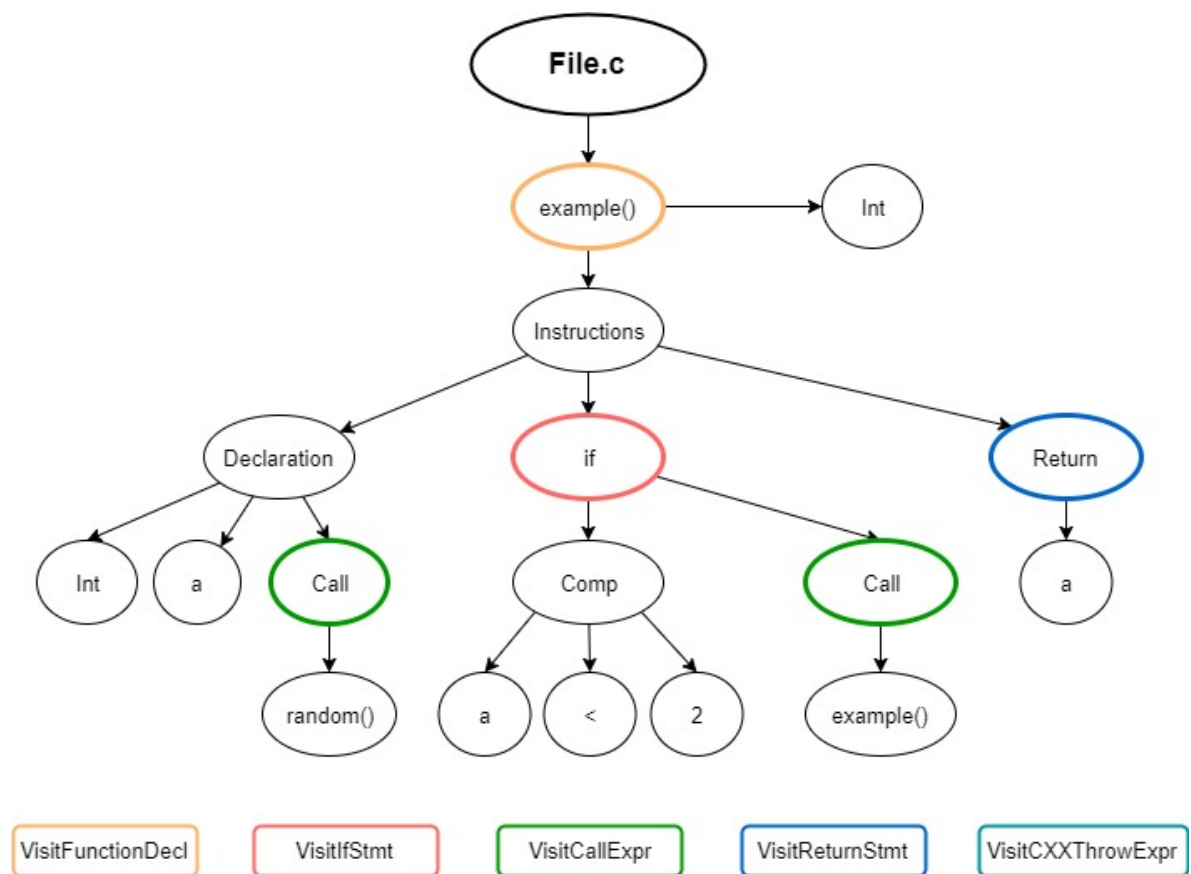 File.c
example()
Int
Instructions
Declaration
if
Return
Int
a
Call
Comp
Call
a
random()
a
<
2
example()
VisitFunctionDecl
VisitIfStmt
VisitCallExpr
VisitReturnStmt
VisitCXXThrowExpr